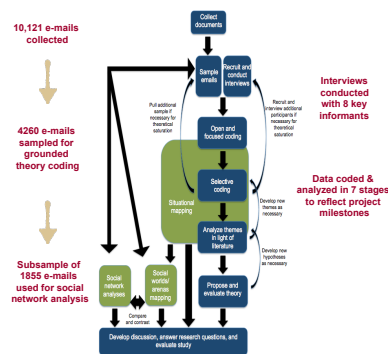 10,121 e-mails
collected
4260 e-mails
sampled for
grounded
theory coding
Subsample of
1855 e-mails
used for social
network analysis
Collect
documents
Sample
emails
Recruit and
conduct
interviews
Pull additional
sample if
necessary for
theoretical
saturation
Recruit and
interview additional
participants if
necessary for
theoretical
saturation
Open and
focused coding
Selective
coding
Situational
mapping
Develop new
themes as
necessary
Analyze themes
in light of
literature
Develop new
hypotheses
as necessary
Social
network
analyses
Social
worlds/
arenas
mapping
Compare
and contrast
Propose and
evaluate theory
Develop discussion, answer research questions, and
evaluate study
Interviews
conducted
with 8 key
informants
Data coded &
analyzed in 7 stages
to reflect project
milestones